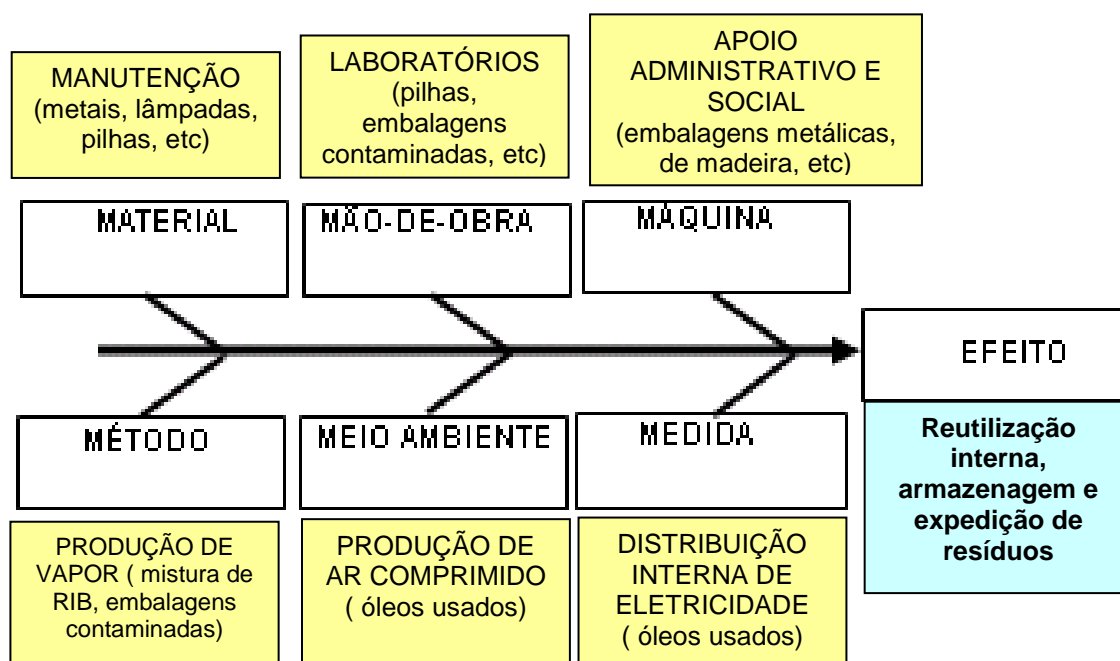 MANUTENÇÃO
(metais, lâmpadas,
pilhas, etc)
LABORATÓRIOS
(pilhas,
embalagens
contaminadas, etc)
APOIO
ADMINISTRATIVO E
SOCIAL
(embalagens metálicas,
de madeira, etc)
MATERIAL
MÃO-DE-OBRA
MÁQUINA
EFEITO
Reutilização
interna,
armazenagem e
expedição de
resíduos
MÉTODO
MEIO AMBIENTE
MEDIDA
PRODUÇÃO DE
VAPOR ( mistura de
RIB, embalagens
contaminadas)
PRODUÇÃO DE
AR COMPRIMIDO
( óleos usados)
DISTRIBUIÇÃO
INTERNA DE
ELETRICIDADE
( óleos usados)